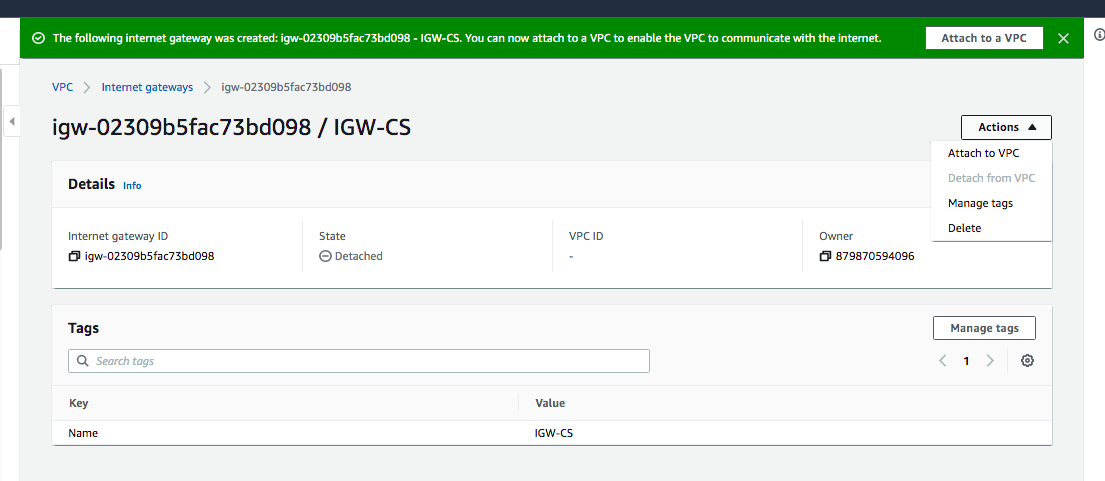 The following internet gateway was created: igw-02309b5fac73bd098 - IGW-CS. You can now attach to a VPC to enable the VPC to communicate with the internet.
Attach to a VPC
VPC
Internet gateways
igw-02309b5fac73bd098
igw-02309b5fac73bd098 / IGW-CS
Actions
Attach to VPC
Detach from VPC
Manage tags
Delete
Details Info
Internet gateway ID
igw-02309b5fac73bd098
State
Detached
VPC ID
-
Owner
879870594096
Tags
Manage tags
Search tags
1
Key
Value
Name
IGW-CS